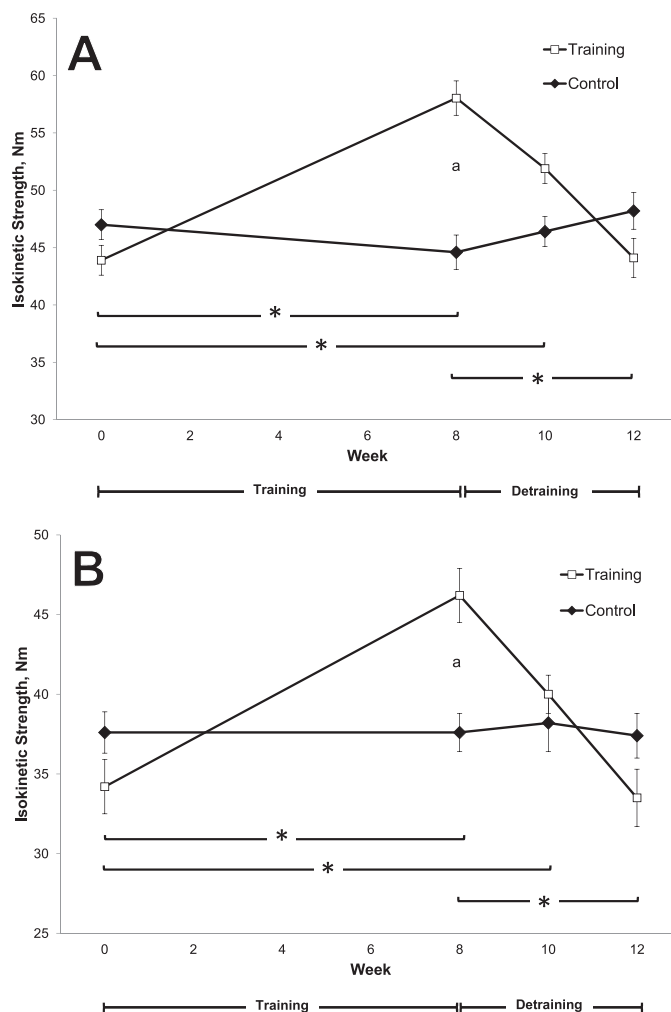 A
Training
Control
Isokinetic Strength, Nm
65
60
55
50
45
40
35
30
a
*
*
*
0 2 4 6 8 10 12
Week
Training Detraining
B
Training
Control
Isokinetic Strength, Nm
50
45
40
35
30
25
a
*
*
*
0 2 4 6 8 10 12
Week
Training Detraining